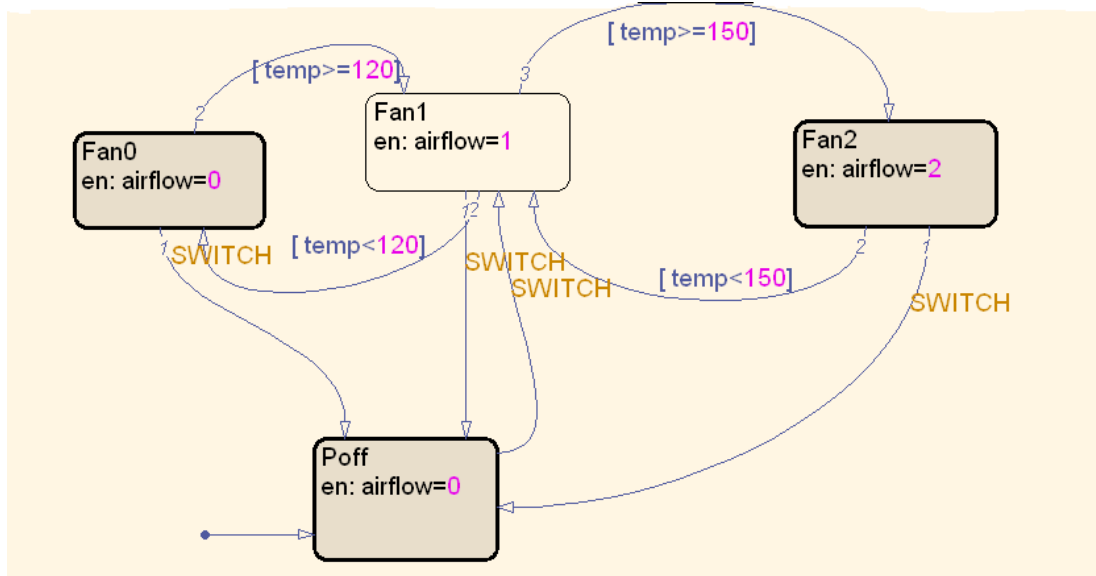 [ temp>=150]
3
[ temp>=120]
2
Fan1
en: airflow=1
Fan0
en: airflow=0
Fan2
en: airflow=2
1
2
1
SWITCH
[ temp<120]
SWITCH
SWITCH
2
1
[ temp<150]
SWITCH
Poff
en: airflow=0